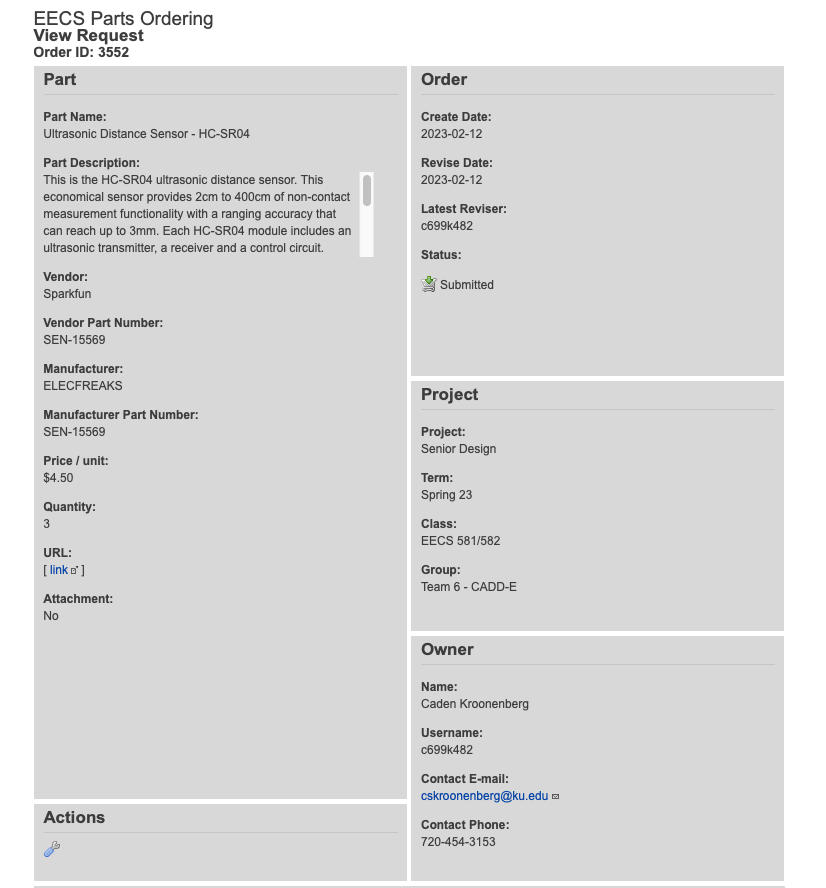 EECS Parts Ordering
View Request
Order ID: 3552
Part
Part Name:
Ultrasonic Distance Sensor - HC-SR04
Part Description:
This is the HC-SR04 ultrasonic distance sensor. This
economical sensor provides 2cm to 400cm of non-contact
measurement functionality with a ranging accuracy that
can reach up to 3mm. Each HC-SR04 module includes an
ultrasonic transmitter, a receiver and a control circuit.
Vendor:
Sparkfun
Vendor Part Number:
SEN-15569
Manufacturer:
ELECFREAKS
Manufacturer Part Number:
SEN-15569
Price / unit:
$4.50
Quantity:
3
URL:
[ link ]
Attachment:
No
Actions
Order
Create Date:
2023-02-12
Revise Date:
2023-02-12
Latest Reviser:
c699k482
Status:
Submitted
Project
Project:
Senior Design
Term:
Spring 23
Class:
EECS 581/582
Group:
Team 6 - CADD-E
Owner
Name:
Caden Kroonenberg
Username:
c699k482
Contact E-mail:
cskroonenberg@ku.edu
Contact Phone:
720-454-3153